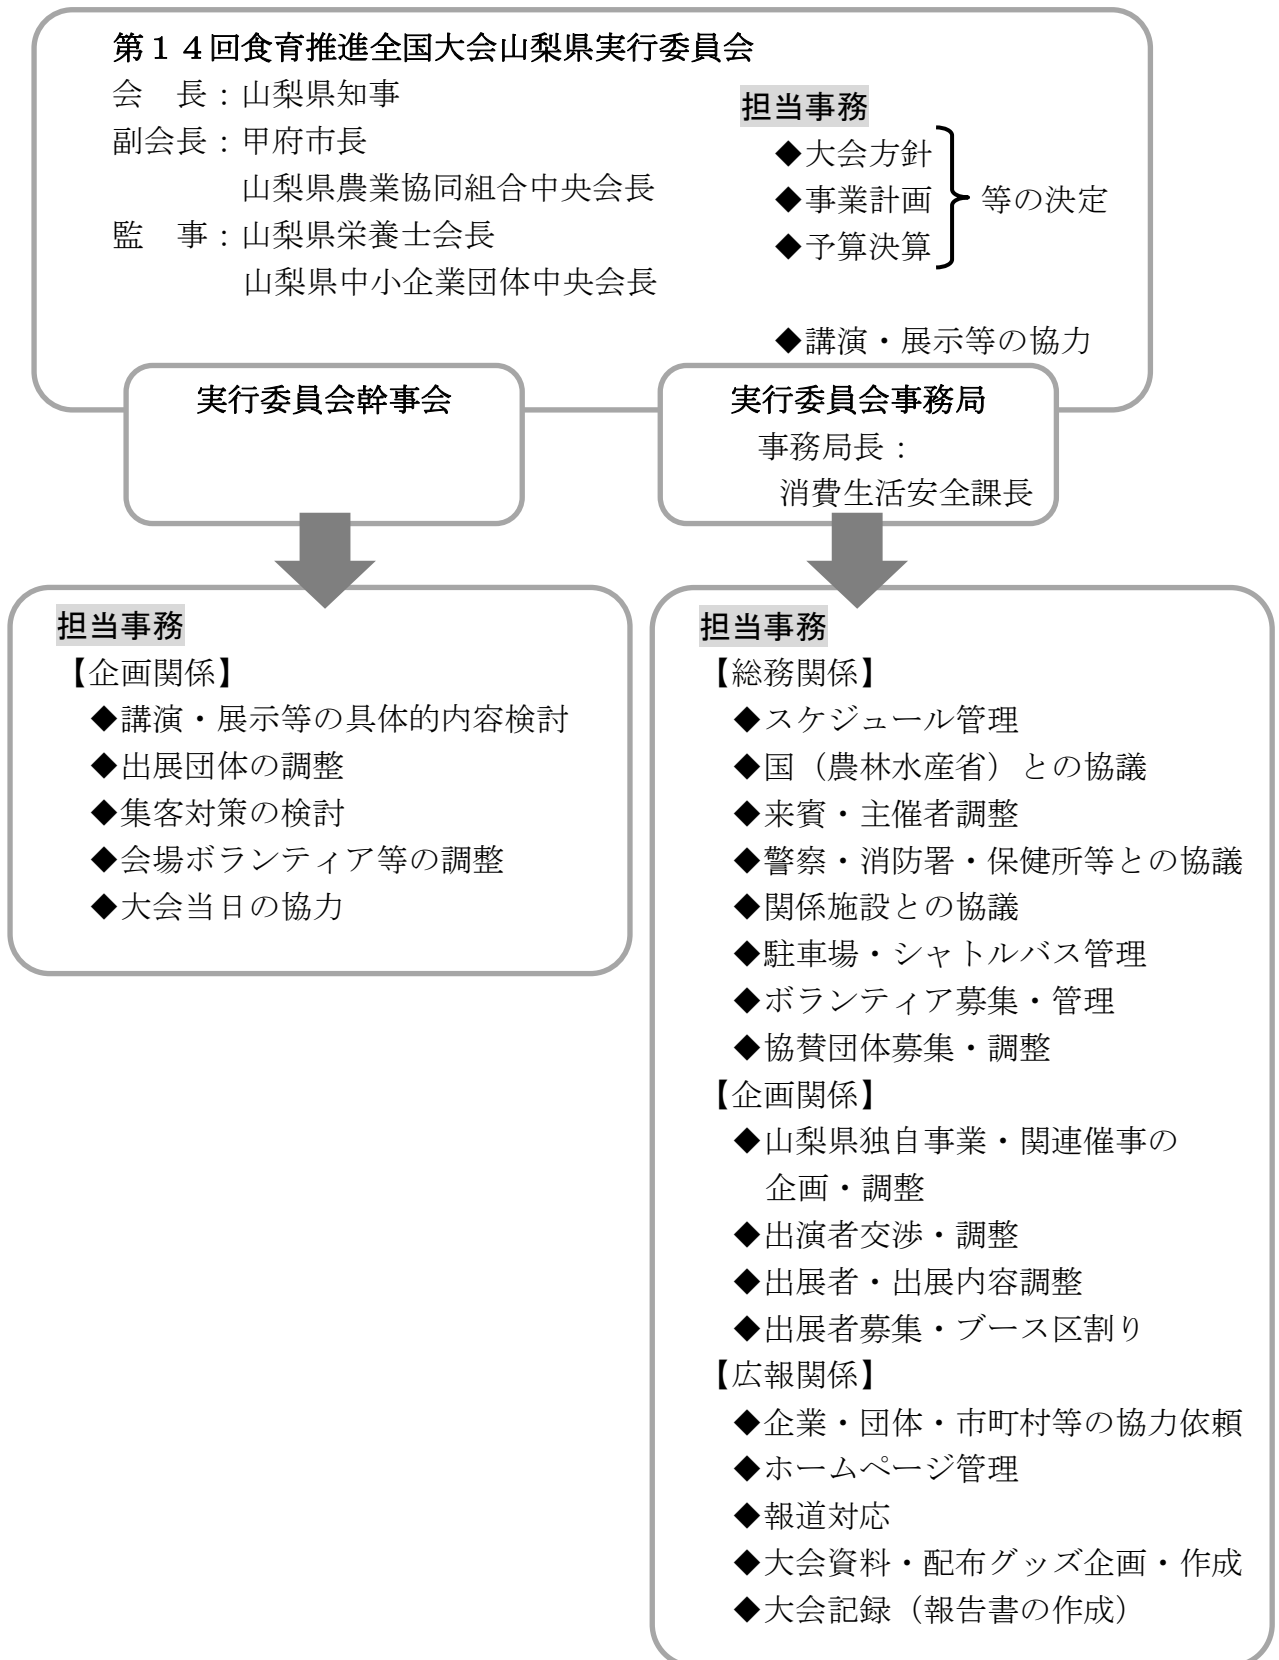 第１４回食育推進全国大会山梨県実行委員会
会　長：山梨県知事
副会長：甲府市長
山梨県農業協同組合中央会長
監　事：山梨県栄養士会長
山梨県中小企業団体中央会長
担当事務
◆大会方針
◆事業計画
◆予算決算
等の決定
◆講演・展示等の協力
実行委員会幹事会
実行委員会事務局
事務局長：
消費生活安全課長
担当事務
【企画関係】
◆講演・展示等の具体的内容検討
◆出展団体の調整
◆集客対策の検討
◆会場ボランティア等の調整
◆大会当日の協力
担当事務
【総務関係】
◆スケジュール管理
◆国（農林水産省）との協議
◆来賓・主催者調整
◆警察・消防署・保健所等との協議
◆関係施設との協議
◆駐車場・シャトルバス管理
◆ボランティア募集・管理
◆協賛団体募集・調整
【企画関係】
◆山梨県独自事業・関連催事の
企画・調整
◆出演者交渉・調整
◆出展者・出展内容調整
◆出展者募集・ブース区割り
【広報関係】
◆企業・団体・市町村等の協力依頼
◆ホームページ管理
◆報道対応
◆大会資料・配布グッズ企画・作成
◆大会記録（報告書の作成）